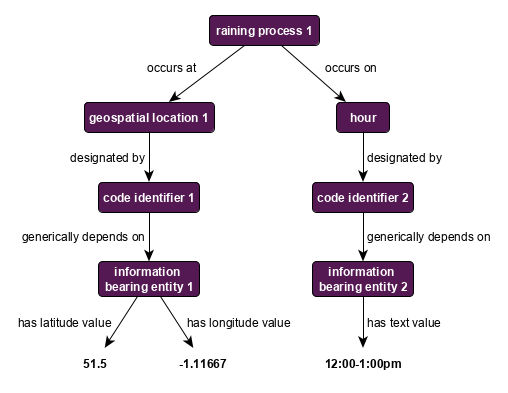 raining process 1
occurs at
occurs on
geospatial location 1
hour
designated by
designated by
code identifier 1
code identifier 2
generically depends on
generically depends on
information
bearing entity 1
information
bearing entity 2
has latitude value
has longitude value
has text value
51.5
-1.11667
12:00-1:00pm